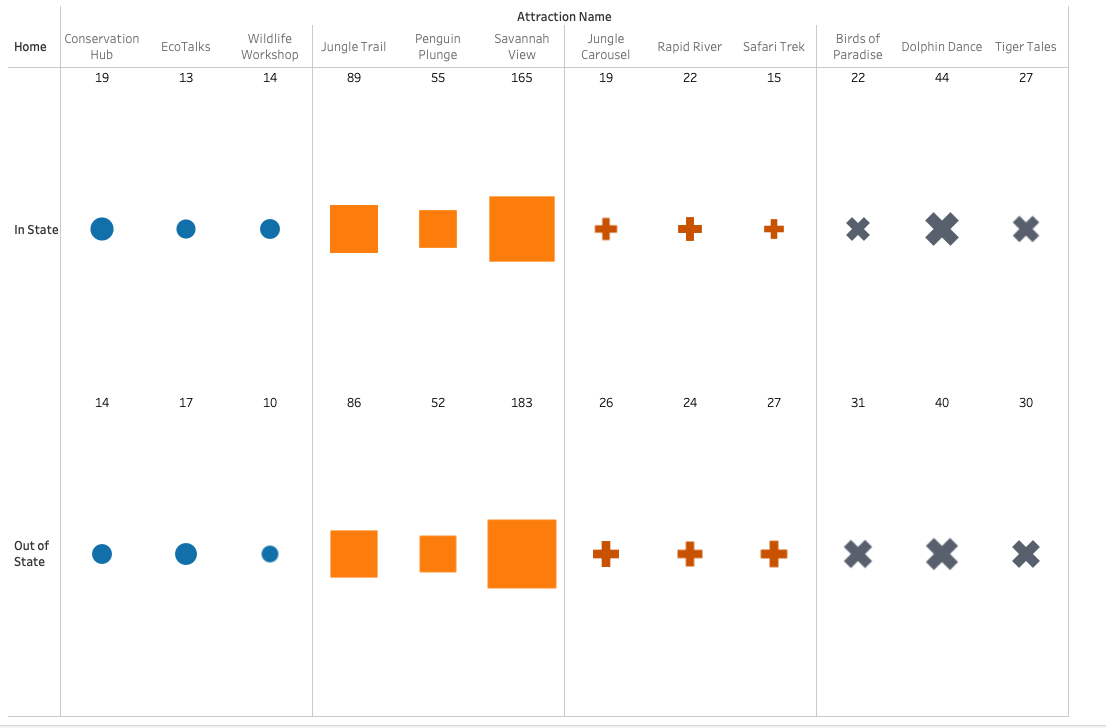 Attraction Name
Home Conservation Hub EcoTalks Wildlife Workshop Jungle Trail Penguin Plunge Savannah View Jungle Carousel Rapid River Safari Trek Birds of Paradise Dolphin Dance Tiger Tales
19 13 14 89 55 165 19 22 15 22 44 27
In State
14 17 10 86 52 183 26 24 27 31 40 30
Out of
State